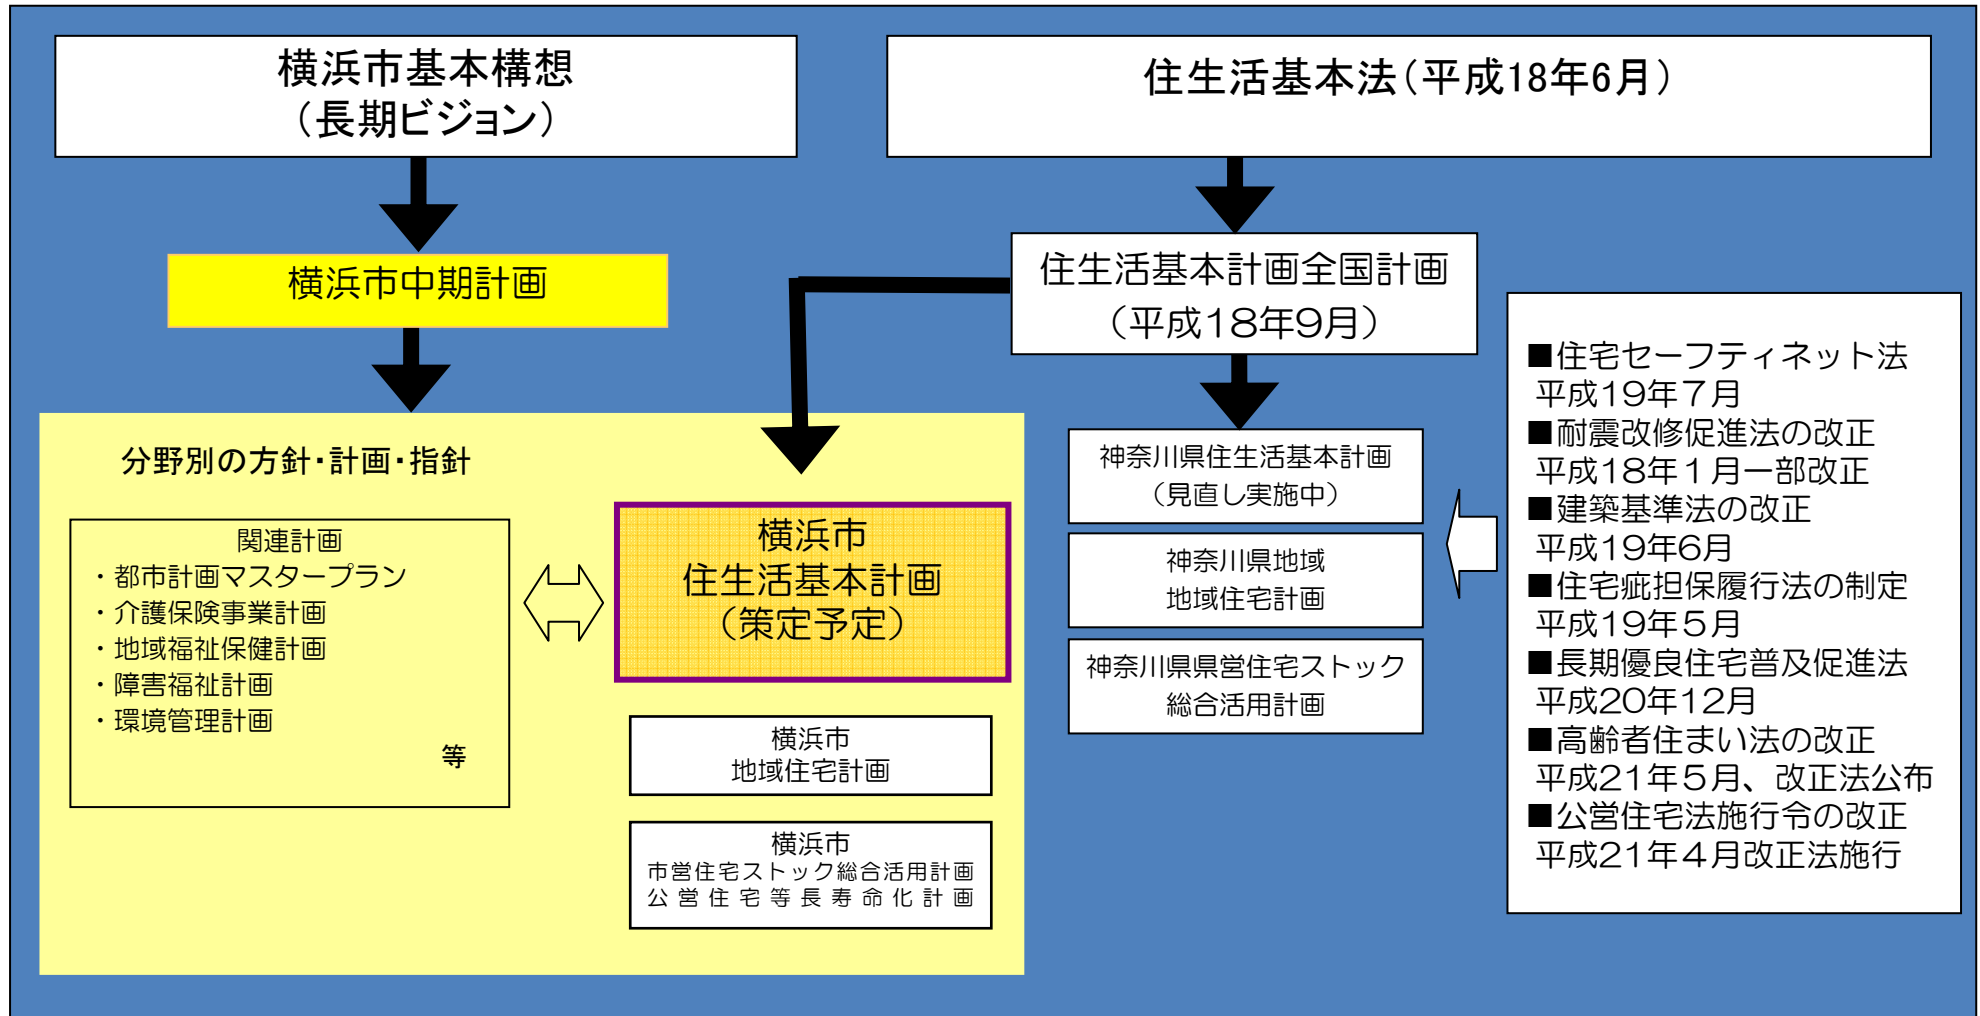 横浜市基本構想
（長期ビジョン）
住生活基本法（平成18年6月）
横浜市中期計画
住生活基本計画全国計画
（平成18年9月）
分野別の方針・計画・指針
関連計画
・都市計画マスタープラン
・介護保険事業計画
・地域福祉保健計画
・障害福祉計画
・環境管理計画
等
横浜市
住生活基本計画
（策定予定）
横浜市
地域住宅計画
横浜市
市営住宅ストック総合活用計画
公営住宅等長寿命化計画
神奈川県住生活基本計画
（見直し実施中）
神奈川県地域
地域住宅計画
神奈川県県営住宅ストック
総合活用計画
■住宅セーフティネット法
平成19年７月
■耐震改修促進法の改正
平成18年１月一部改正
■建築基準法の改正
平成19年6月
■住宅疵担保履行法の制定
平成19年５月
■長期優良住宅普及促進法
平成20年12月
■高齢者住まい法の改正
平成21年５月、改正法公布
■公営住宅法施行令の改正
平成21年４月改正法施行